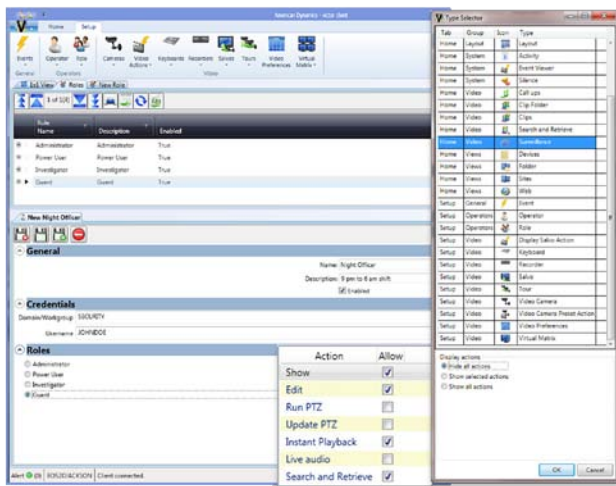 American Dynamics - victor Client
Home Setup
Events Operator Role Cameras Video Actions Keyboards Recorders Salvos Tours Video Preferences Virtual Matrix
General Operators Video
1x1 View Roles New Role
1 of 1(4)
Role Name Description Enabled
Administrator Administrator True
Power User Power User True
Investigator Investigator True
Guard Guard True
New Night Officer
General
Name: Night Officer
Description: 9 pm to 6 am shift
Enabled
Credentials
Domain/Workgroup SECURITY
Username JOHNDOE
Roles
Administrator
Power User
Investigator
Guard
Alert (0) Client connected.
Action Allow
Show
Edit
Run PTZ
Update PTZ
Instant Playback
Live audio
Search and Retrieve
Type Selector
Tab Group Icon Type
Home Layout Layout
Home System Activity
Home System Event Viewer
Home System Silence
Home Video Call ups
Home Video Clip Folder
Home Video Clips
Home Video Search and Retrieve
Home Video Surveillance
Home Views Devices
Home Views Folder
Home Views Sites
Home Views Web
Setup General Event
Setup Operators Operator
Setup Operators Role
Setup Video Display Salvo Action
Setup Video Keyboard
Setup Video Recorder
Setup Video Salvo
Setup Video Tour
Setup Video Video Camera
Setup Video Video Camera Preset Action
Setup Video Video Preferences
Setup Video Virtual Matrix
Display actions
Hide all actions
Show selected actions
Show all actions
OK Cancel